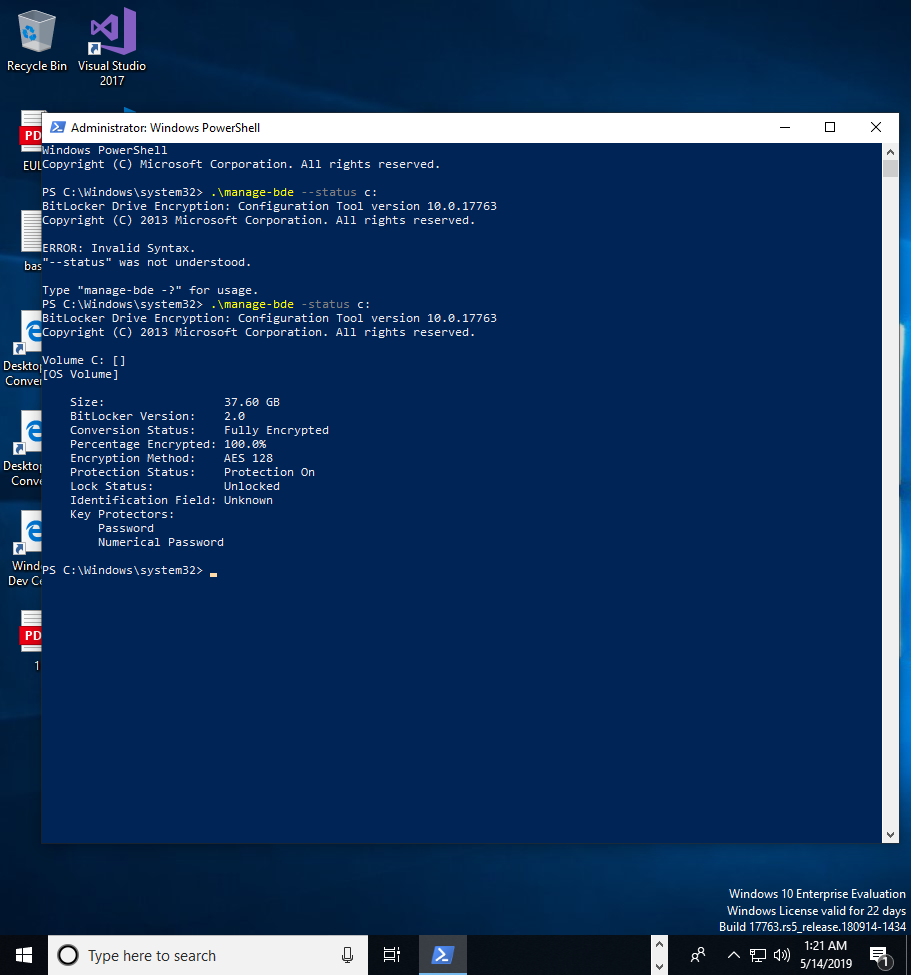 Recycle Bin
Visual Studio
2017
PD
EUL
bas
Desktop
Conver
Desktop
Conve
Wind
Dev Co
PD
1
Administrator: Windows PowerShell
Windows PowerShell
Copyright (C) Microsoft Corporation. All rights reserved.
PS C:\Windows\system32> .\manage-bde --status c:
BitLocker Drive Encryption: Configuration Tool version 10.0.17763
Copyright (C) 2013 Microsoft Corporation. All rights reserved.
ERROR: Invalid Syntax.
"--status" was not understood.
Type "manage-bde -?" for usage.
PS C:\Windows\system32> .\manage-bde -status c:
BitLocker Drive Encryption: Configuration Tool version 10.0.17763
Copyright (C) 2013 Microsoft Corporation. All rights reserved.
Volume C: []
[OS Volume]
Size: 37.60 GB
BitLocker Version: 2.0
Conversion Status: Fully Encrypted
Percentage Encrypted: 100.0%
Encryption Method: AES 128
Protection Status: Protection On
Lock Status: Unlocked
Identification Field: Unknown
Key Protectors:
Password
Numerical Password
PS C:\Windows\system32>
Windows 10 Enterprise Evaluation
Windows License valid for 22 days
Build 17763.rs5_release.180914-1434
Type here to search
1:21 AM
5/14/2019
1